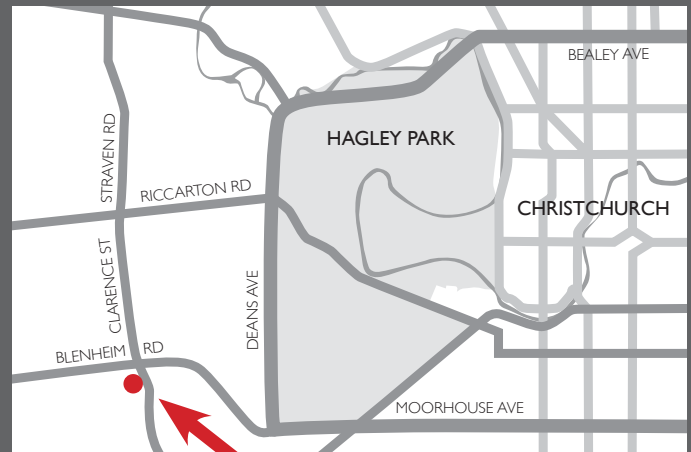 BEALEY AVE
HAGLEY PARK
STRAVEN RD
RICCARTON RD
CHRISTCHURCH
CLARENCE ST
DEANS AVE
BLENHEIM RD
MOORHOUSE AVE